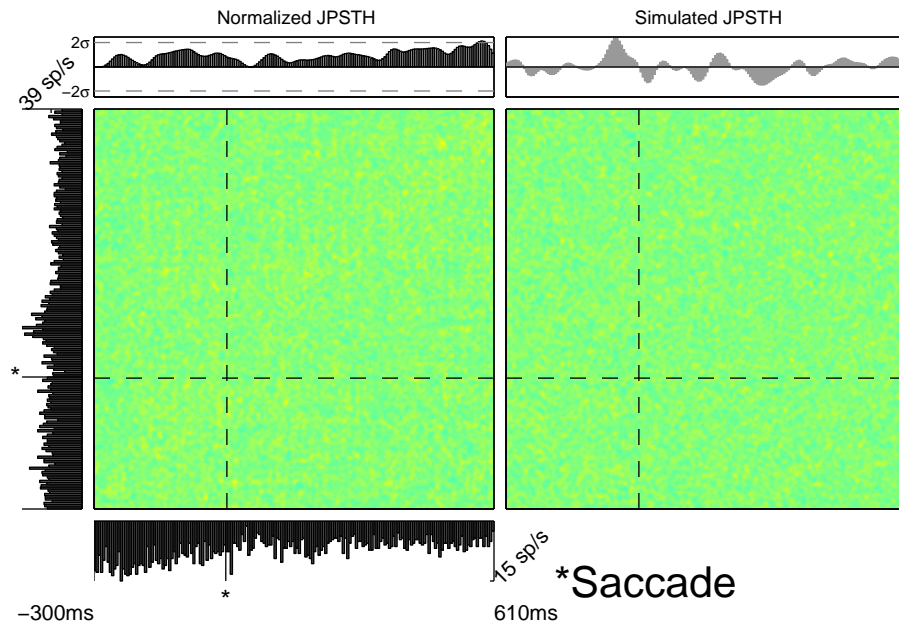 Normalized JPSTH
Simulated JPSTH
2σ
−2σ
39 sp/s
*
15 sp/s
*
*Saccade
−300ms
610ms